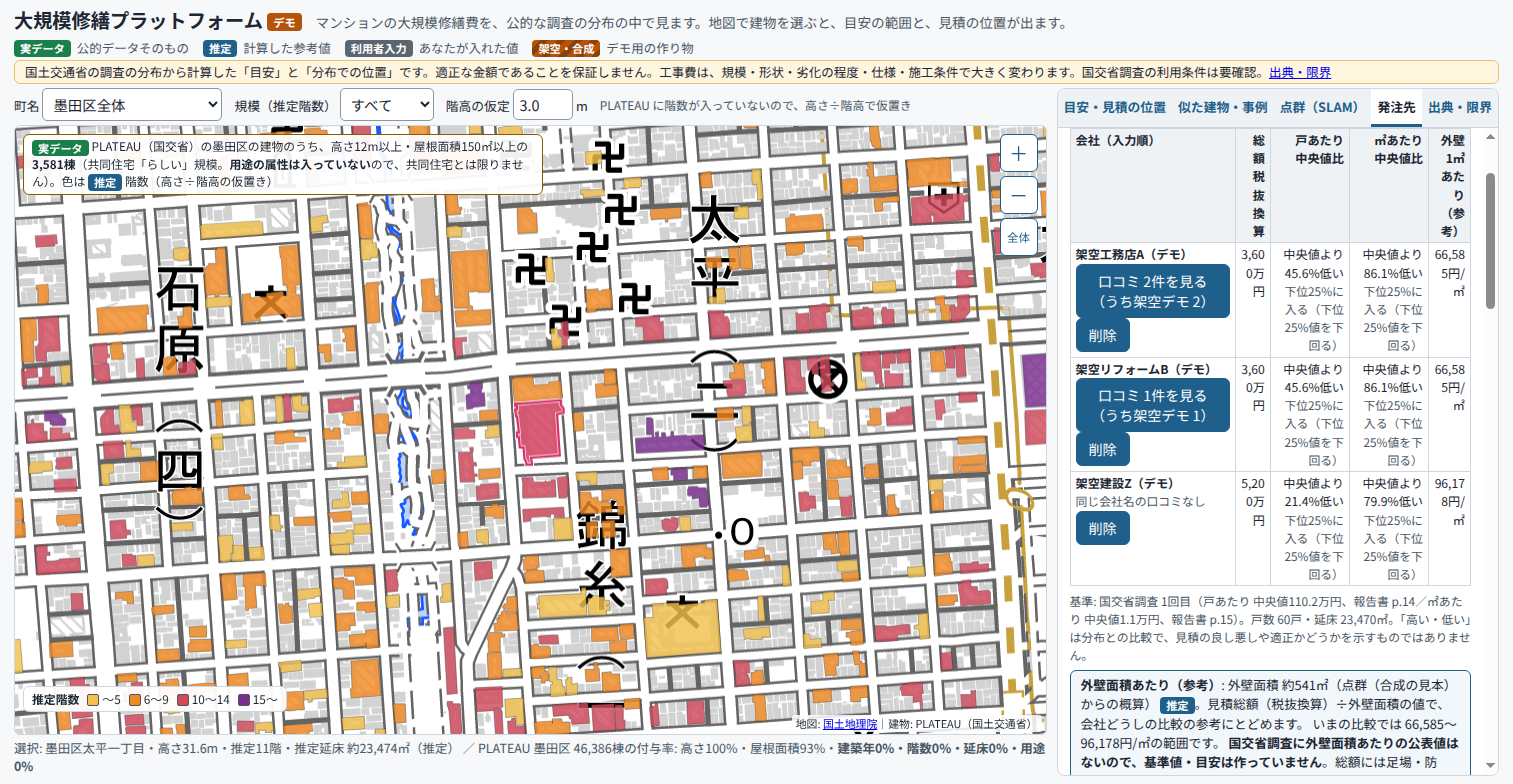 大規模修繕プラットフォーム デモ マンションの大規模修繕費を、公的な調査の分布の中で見ます。地図で建物を選ぶと、目安の範囲と、見積の位置が出ます。
実データ 公的データそのもの 推定 計算した参考値 利用者入力 あなたが入れた値 架空・合成 デモ用の作り物
国土交通省の調査の分布から計算した「目安」と「分布での位置」です。適正な金額であることを保証しません。工事費は、規模・形状・劣化の程度・仕様・施工条件で大きく変わります。国交省調査の利用条件は要確認。出典・限界
町名 墨田区全体 規模（推定階数） すべて 階高の仮定 3.0 m PLATEAU に階数が入っていないので、高さ÷階高で仮置き
実データ PLATEAU（国交省）の墨田区の建物のうち、高さ12m以上・屋根面積150㎡以上の
3,581棟（共同住宅「らしい」規模。用途の属性は入っていないので、共同住宅とは限りませ
ん）。色は 推定 階数（高さ÷階高の仮置き）
＋
−
全体
石原（四）
太平（二）
錦糸（一
.O
推定階数 〜5 6〜9 10〜14 15〜
地図: 国土地理院 | 建物: PLATEAU（国土交通省）
選択: 墨田区太平一丁目・高さ31.6m・推定11階・推定延床 約23,474㎡（推定） ／ PLATEAU 墨田区 46,386棟の付与率: 高さ100%・屋根面積93%・建築年0%・階数0%・延床0%・用途
0%
目安・見積の位置 似た建物・事例 点群（SLAM） 発注先 出典・限界
会社（入力順）
総
額
税
抜
換
算
戸あたり
中央値比
㎡あたり
中央値比
外壁
1㎡
あた
り
（参
考）
架空工務店A（デモ）
口コミ 2件を見る
（うち架空デモ 2）
削除
3,60
0万
円
中央値より
45.6%低い
下位25%に
入る（下位
25%値を下
回る）
中央値より
86.1%低い
下位25%に
入る（下位
25%値を下
回る）
66,58
5円/
㎡
架空リフォームB（デモ）
口コミ 1件を見る
（うち架空デモ 1）
削除
3,60
0万
円
中央値より
45.6%低い
下位25%に
入る（下位
25%値を下
回る）
中央値より
86.1%低い
下位25%に
入る（下位
25%値を下
回る）
66,58
5円/
㎡
架空建設Z（デモ）
同じ会社名の口コミなし
削除
5,20
0万
円
中央値より
21.4%低い
下位25%に
入る（下位
25%値を下
回る）
中央値より
79.9%低い
下位25%に
入る（下位
25%値を下
回る）
96,17
8円/
㎡
基準: 国交省調査 1回目（戸あたり 中央値110.2万円、報告書 p.14／㎡あた
り 中央値1.1万円、報告書 p.15）。戸数 60戸・延床 23,470㎡。「高い・低い」
は分布との比較で、見積の良し悪しや適正かどうかを示すものではありませ
ん。
外壁面積あたり（参考）: 外壁面積 約541㎡（点群（合成の見本）
からの概算） 推定 。見積総額（税抜換算）÷外壁面積の値で、
会社どうしの比較の参考にとどめます。 いまの比較では 66,585〜
96,178円/㎡の範囲です。 国交省調査に外壁面積あたりの公表値は
ないので、基準値・目安は作っていません。総額には足場・防